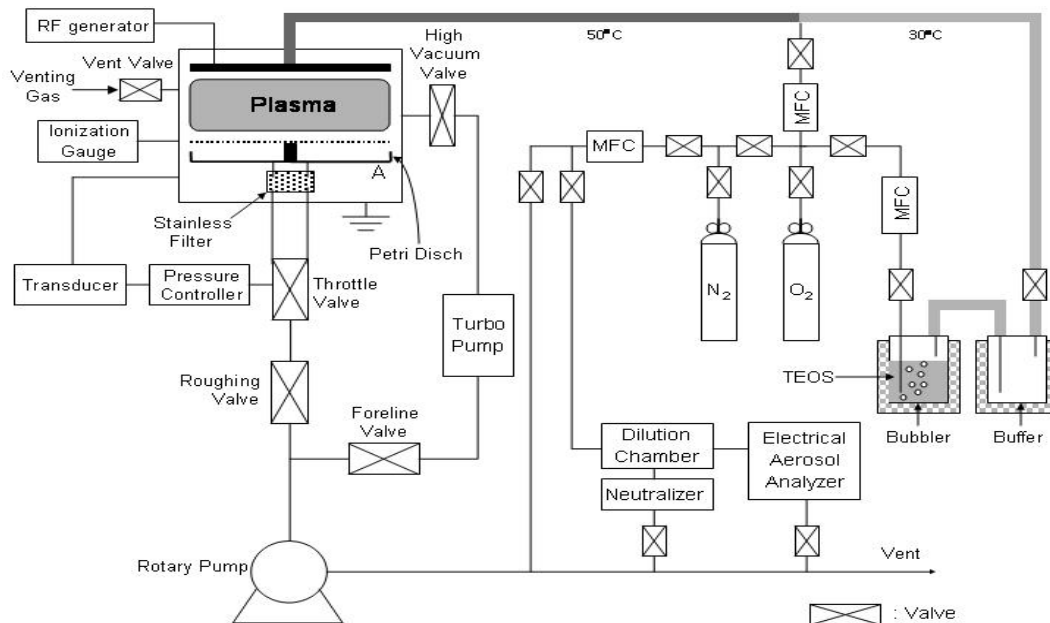 RF generator
Vent Valve
Venting
Gas
Ionization
Gauge
Plasma
A
Stainless
Filter
Petri Disch
High
Vacuum
Valve
50°C
30°C
MFC
MFC
MFC
N2
O2
Transducer
Pressure
Controller
Throttle
Valve
Turbo
Pump
Roughing
Valve
Foreline
Valve
TEOS
Bubbler
Buffer
Dilution
Chamber
Neutralizer
Electrical
Aerosol
Analyzer
Rotary Pump
Vent
: Valve